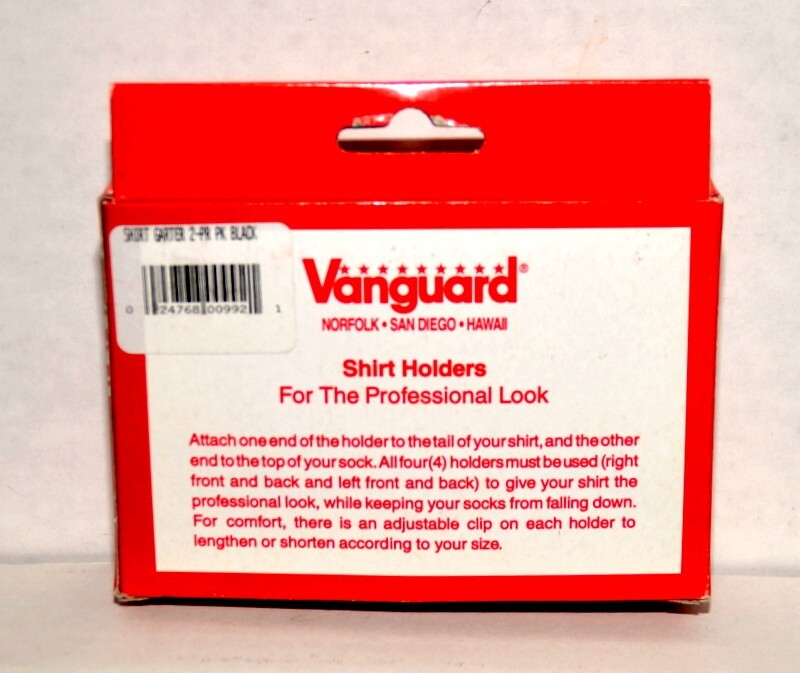 SHIRT GARTER 2-PR PK BLACK
0 24768 00992 1
Vanguard®
NORFOLK • SAN DIEGO • HAWAII
Shirt Holders
For The Professional Look
Attach one end of the holder to the tail of your shirt, and the other
end to the top of your sock. All four (4) holders must be used (right
front and back and left front and back) to give your shirt the
professional look, while keeping your socks from falling down.
For comfort, there is an adjustable clip on each holder to
lengthen or shorten according to your size.